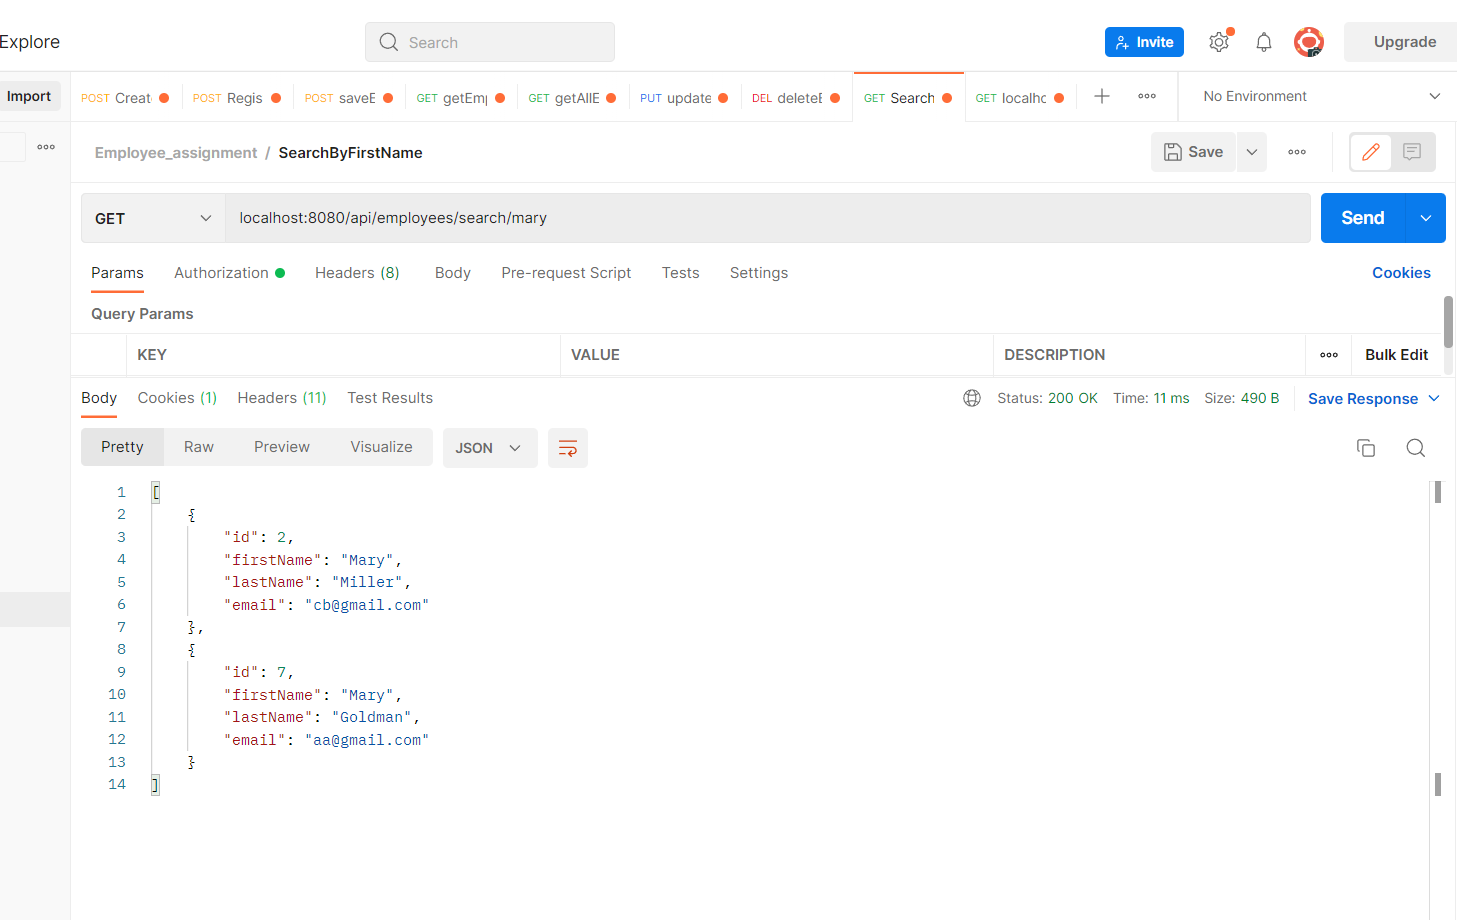 Explore
Search
Invite
Upgrade
Import
POST Creat
POST Regis
POST saveE
GET getEmp
GET getAllE
PUT update
DEL deleteE
GET Search
GET localho
No Environment
Employee_assignment / SearchByFirstName
Save
GET
localhost:8080/api/employees/search/mary
Send
Params
Authorization
Headers (8)
Body
Pre-request Script
Tests
Settings
Cookies
Query Params
KEY
VALUE
DESCRIPTION
Bulk Edit
Body
Cookies (1)
Headers (11)
Test Results
Status: 200 OK
Time: 11 ms
Size: 490 B
Save Response
Pretty
Raw
Preview
Visualize
JSON
1 [
2 {
3 "id": 2,
4 "firstName": "Mary",
5 "lastName": "Miller",
6 "email": "cb@gmail.com"
7 },
8 {
9 "id": 7,
10 "firstName": "Mary",
11 "lastName": "Goldman",
12 "email": "aa@gmail.com"
13 }
14 ]